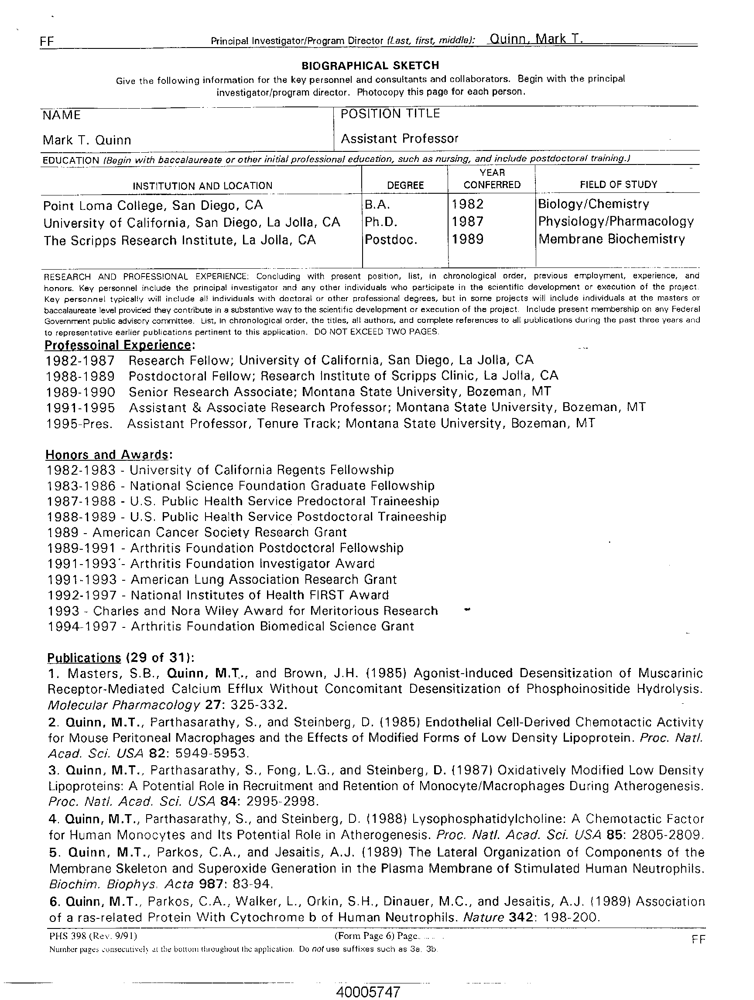 FF Principal Investigator/Program Director (Last, first, middle): Quinn, Mark T.
BIOGRAPHICAL SKETCH
Give the following information for the key personnel and consultants and collaborators. Begin with the principal
investigator/program director. Photocopy this page for each person.
NAME POSITION TITLE
Mark T. Quinn Assistant Professor
EDUCATION (Begin with baccalaureate or other initial professional education, such as nursing, and include postdoctoral training.)
INSTITUTION AND LOCATION DEGREE YEAR CONFERRED FIELD OF STUDY
Point Loma College, San Diego, CA B.A. 1982 Biology/Chemistry
University of California, San Diego, La Jolla, CA Ph.D. 1987 Physiology/Pharmacology
The Scripps Research Institute, La Jolla, CA Postdoc. 1989 Membrane Biochemistry
RESEARCH AND PROFESSIONAL EXPERIENCE: Concluding with present position, list, in chronological order, previous employment, experience, and
honors. Key personnel include the principal investigator and any other individuals who participate in the scientific development or execution of the project.
Key personnel typically will include all individuals with doctoral or other professional degrees, but in some projects will include individuals at the masters or
baccalaureate level provided they contribute in a substantive way to the scientific development or execution of the project. Include present membership on any Federal
Government public advisory committee. List, in chronological order, the titles, all authors, and complete references to all publications during the past three years and
to representative earlier publications pertinent to this application. DO NOT EXCEED TWO PAGES.
Professoinal Experience:
1982-1987 Research Fellow; University of California, San Diego, La Jolla, CA
1988-1989 Postdoctoral Fellow; Research Institute of Scripps Clinic, La Jolla, CA
1989-1990 Senior Research Associate; Montana State University, Bozeman, MT
1991-1995 Assistant & Associate Research Professor; Montana State University, Bozeman, MT
1995-Pres. Assistant Professor, Tenure Track; Montana State University, Bozeman, MT
Honors and Awards:
1982-1983 - University of California Regents Fellowship
1983-1986 - National Science Foundation Graduate Fellowship
1987-1988 - U.S. Public Health Service Predoctoral Traineeship
1988-1989 - U.S. Public Health Service Postdoctoral Traineeship
1989 - American Cancer Society Research Grant
1989-1991 - Arthritis Foundation Postdoctoral Fellowship
1991-1993 - Arthritis Foundation Investigator Award
1991-1993 - American Lung Association Research Grant
1992-1997 - National Institutes of Health FIRST Award
1993 - Charles and Nora Wiley Award for Meritorious Research
1994-1997 - Arthritis Foundation Biomedical Science Grant
Publications (29 of 31):
1. Masters, S.B., Quinn, M.T., and Brown, J.H. (1985) Agonist-Induced Desensitization of Muscarinic
Receptor-Mediated Calcium Efflux Without Concomitant Desensitization of Phosphoinositide Hydrolysis.
Molecular Pharmacology 27: 325-332.
2. Quinn, M.T., Parthasarathy, S., and Steinberg, D. (1985) Endothelial Cell-Derived Chemotactic Activity
for Mouse Peritoneal Macrophages and the Effects of Modified Forms of Low Density Lipoprotein. Proc. Natl.
Acad. Sci. USA 82: 5949-5953.
3. Quinn, M.T., Parthasarathy, S., Fong, L.G., and Steinberg, D. (1987) Oxidatively Modified Low Density
Lipoproteins: A Potential Role in Recruitment and Retention of Monocyte/Macrophages During Atherogenesis.
Proc. Natl. Acad. Sci. USA 84: 2995-2998.
4. Quinn, M.T., Parthasarathy, S., and Steinberg, D. (1988) Lysophosphatidylcholine: A Chemotactic Factor
for Human Monocytes and Its Potential Role in Atherogenesis. Proc. Natl. Acad. Sci. USA 85: 2805-2809.
5. Quinn, M.T., Parkos, C.A., and Jesaitis, A.J. (1989) The Lateral Organization of Components of the
Membrane Skeleton and Superoxide Generation in the Plasma Membrane of Stimulated Human Neutrophils.
Biochim. Biophys. Acta 987: 83-94.
6. Quinn, M.T., Parkos, C.A., Walker, L., Orkin, S.H., Dinauer, M.C., and Jesaitis, A.J. (1989) Association
of a ras-related Protein With Cytochrome b of Human Neutrophils. Nature 342: 198-200.
PHS 398 (Rev. 9/91) (Form Page 6) Page FF
Number pages consecutively at the bottom throughout the application. Do not use suffixes such as 3a. 3b.
40005747